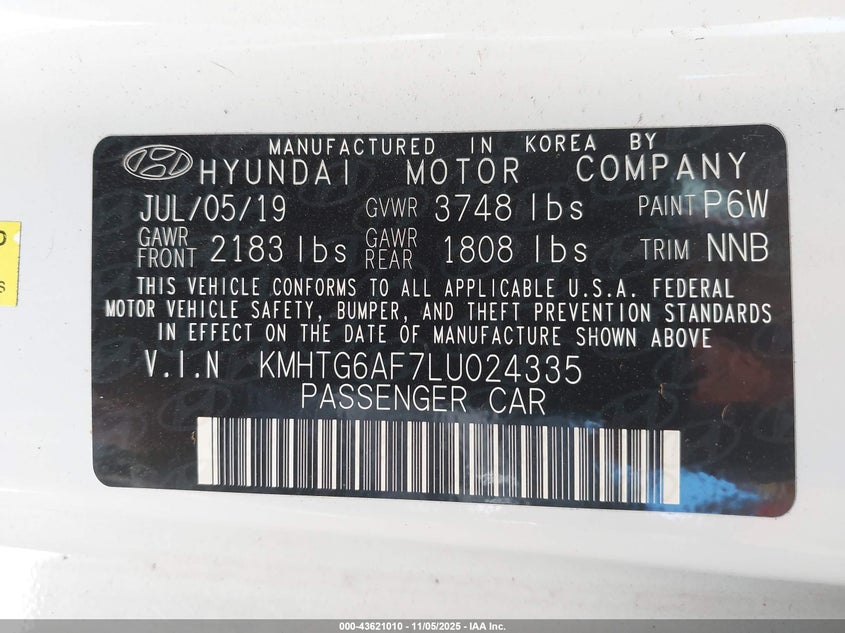 MANUFACTURED IN KOREA BY
HYUNDAI MOTOR COMPANY
JUL/05/19 GVWR 3748 lbs PAINT P6W
GAWR FRONT 2183 lbs GAWR REAR 1808 lbs TRIM NNB
THIS VEHICLE CONFORMS TO ALL APPLICABLE U.S.A. FEDERAL
MOTOR VEHICLE SAFETY, BUMPER, AND THEFT PREVENTION STANDARDS
IN EFFECT ON THE DATE OF MANUFACTURE SHOWN ABOVE
V.I.N KMHTG6AF7LU024335
PASSENGER CAR
000-43621010 - 11/05/2025 - IAA Inc.